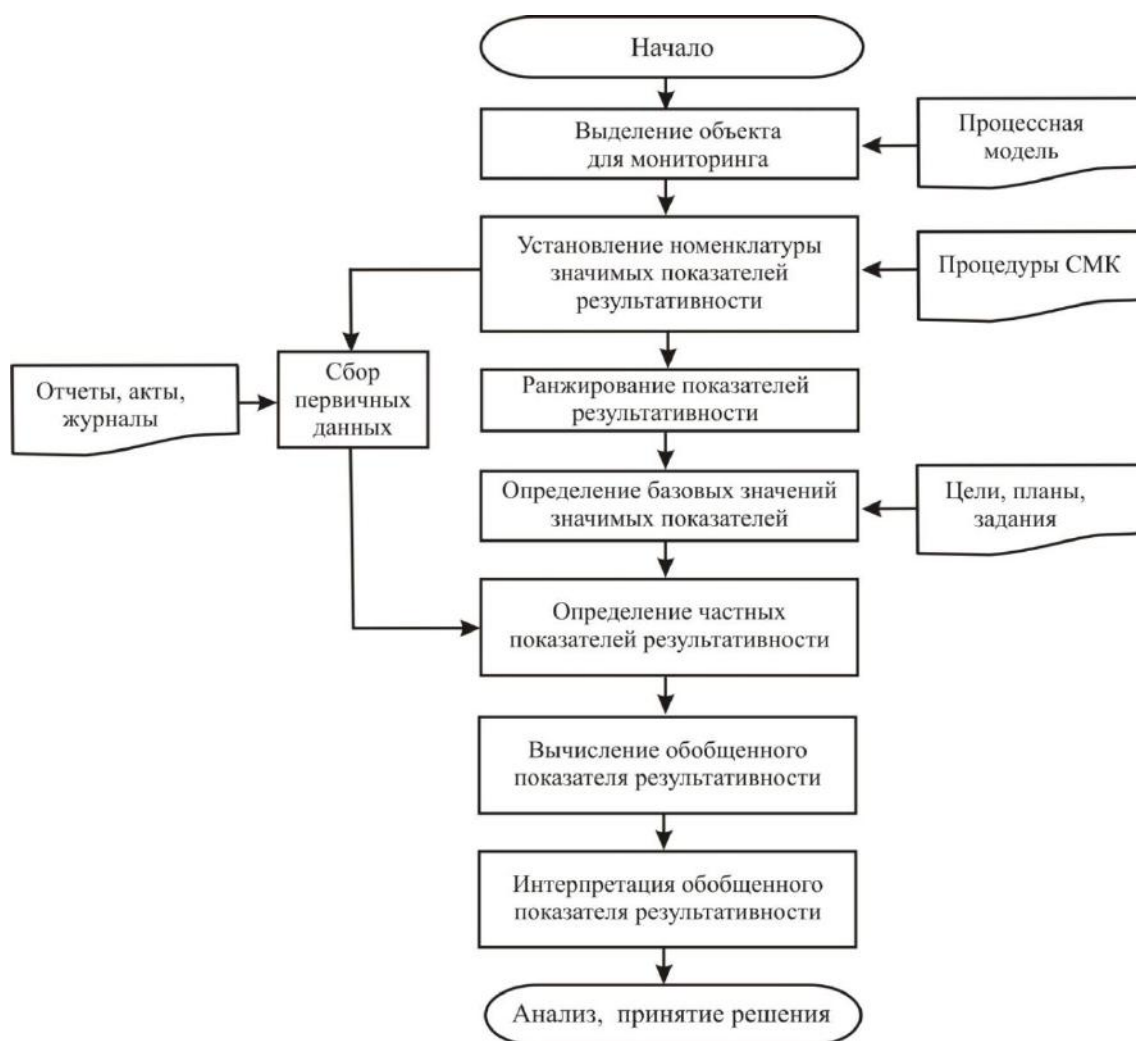 Начало
Выделение объекта
для мониторинга
Процессная
модель
Установление номенклатуры
значимых показателей
результативности
Процедуры СМК
Отчеты, акты,
журналы
Сбор
первичных
данных
Ранжирование показателей
результативности
Определение базовых значений
значимых показателей
Цели, планы,
задания
Определение частных
показателей результативности
Вычисление обобщенного
показателя результативности
Интерпретация обобщенного
показателя результативности
Анализ, принятие решения